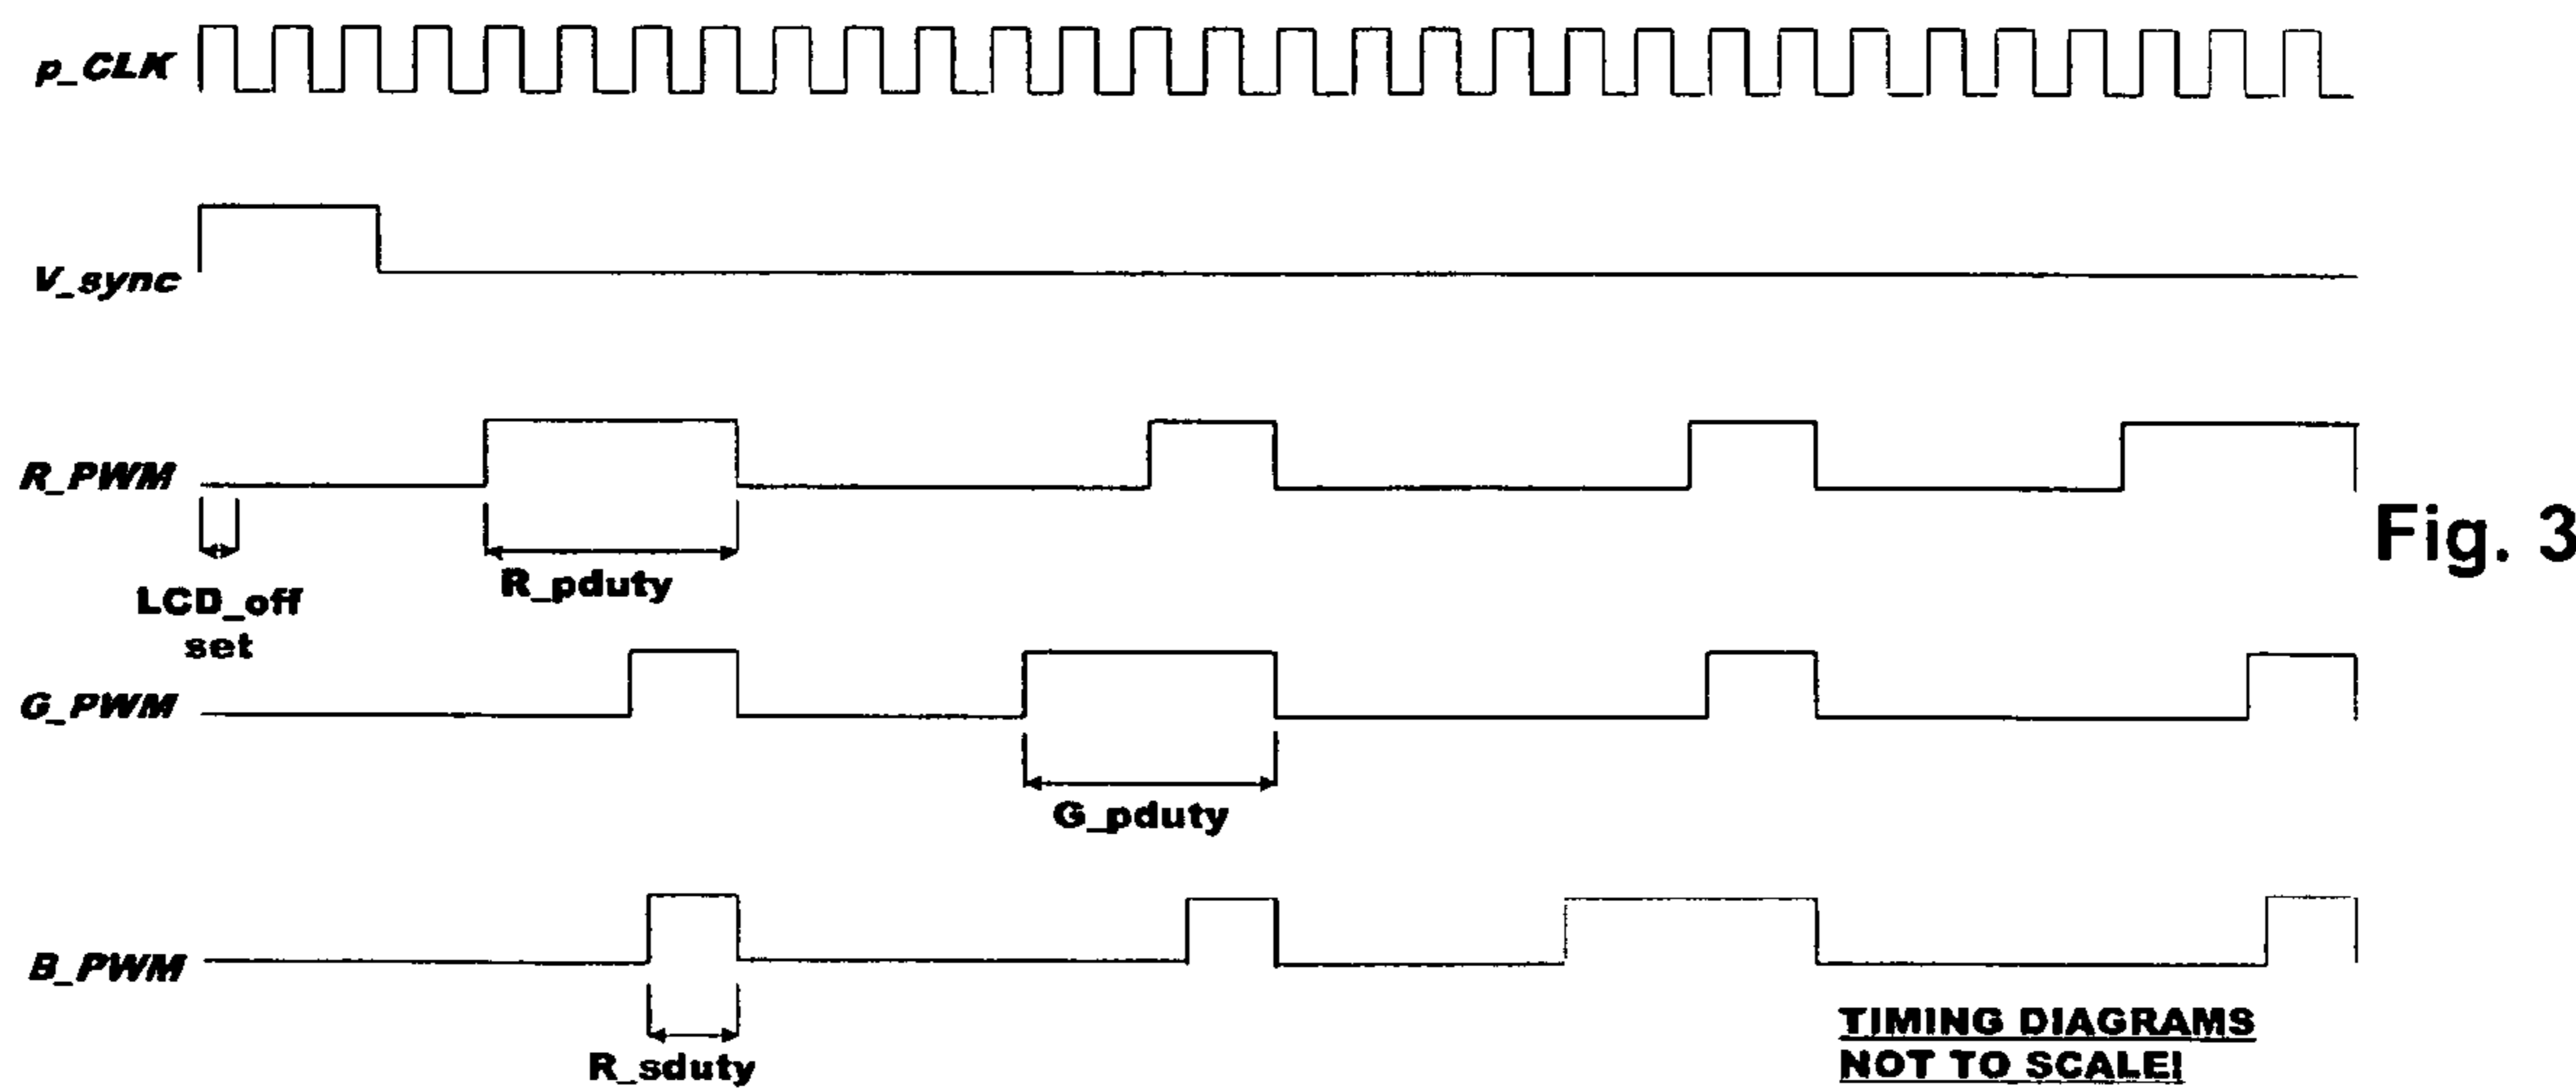 p_CLK
V_sync
R_PWM
LCD_off
set
R_pduty
Fig. 3
G_PWM
G_pduty
B_PWM
R_sduty
TIMING DIAGRAMS
NOT TO SCALE!